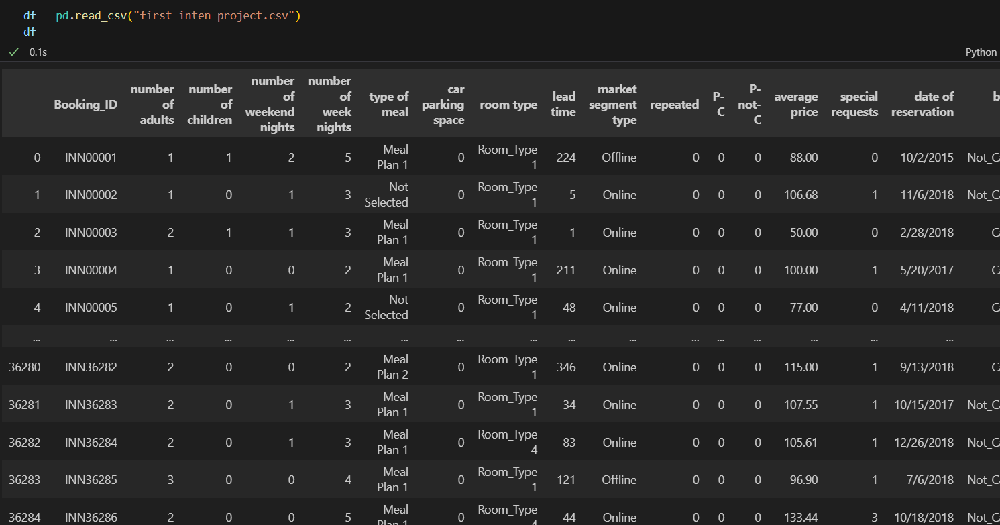 df = pd.read_csv("first inten project.csv")
df
0.1s
Python
Booking_ID number of adults number of children number of weekend nights number of week nights type of meal car parking space room type lead time market segment type repeated P-C P-not-C average price special requests date of reservation b
0 INN00001 1 1 2 5 Meal Plan 1 0 Room_Type 1 224 Offline 0 0 0 88.00 0 10/2/2015 Not_Ca
1 INN00002 1 0 1 3 Not Selected 0 Room_Type 1 5 Online 0 0 0 106.68 1 11/6/2018 Not_Ca
2 INN00003 2 1 1 3 Meal Plan 1 0 Room_Type 1 1 Online 0 0 0 50.00 0 2/28/2018 Ca
3 INN00004 1 0 0 2 Meal Plan 1 0 Room_Type 1 211 Online 0 0 0 100.00 1 5/20/2017 Ca
4 INN00005 1 0 1 2 Not Selected 0 Room_Type 1 48 Online 0 0 0 77.00 0 4/11/2018 Ca
... ... ... ... ... ... ... ... ... ... ... ... ... ... ... ... ...
36280 INN36282 2 0 0 2 Meal Plan 2 0 Room_Type 1 346 Online 0 0 0 115.00 1 9/13/2018 Ca
36281 INN36283 2 0 1 3 Meal Plan 1 0 Room_Type 1 34 Online 0 0 0 107.55 1 10/15/2017 Not_Ca
36282 INN36284 2 0 1 3 Meal Plan 1 0 Room_Type 4 83 Online 0 0 0 105.61 1 12/26/2018 Not_Ca
36283 INN36285 3 0 0 4 Meal Plan 1 0 Room_Type 1 121 Offline 0 0 0 96.90 1 7/6/2018 Not_Ca
36284 INN36286 2 0 0 5 Meal Plan 1 0 Room_Type 4 44 Online 0 0 0 133.44 3 10/18/2018 Not_Ca